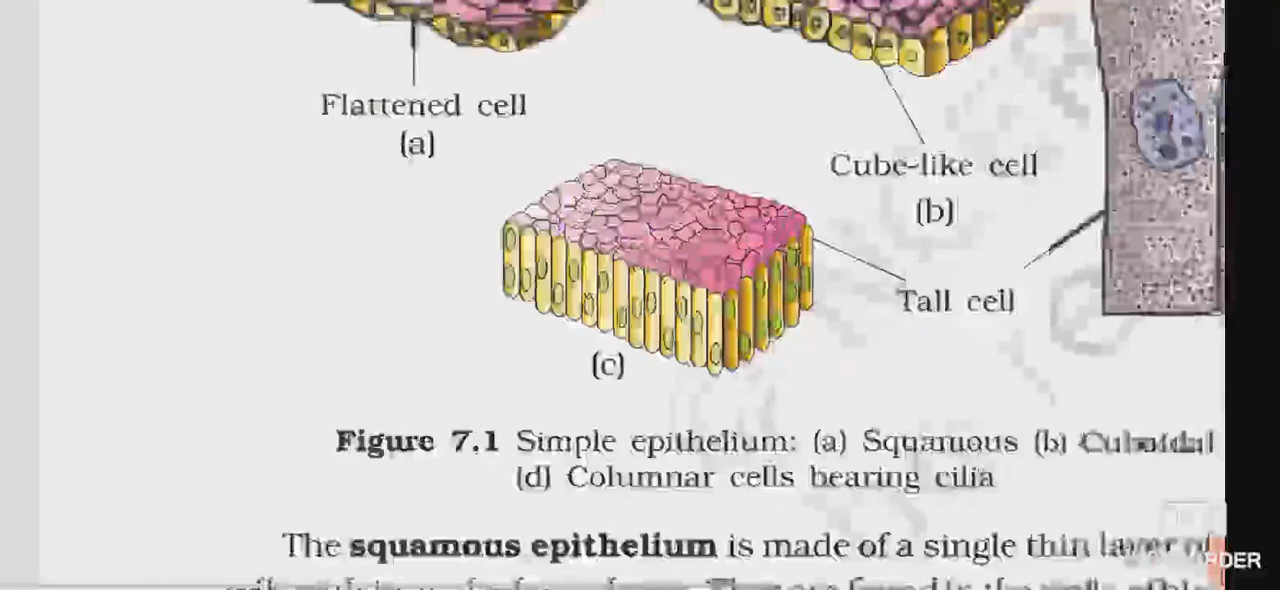 Flattened cell
(a)
Cube-like cell
(b)
Tall cell
(c)
Figure 7.1 Simple epithelium: (a) Squamous (b) Cuboidal
(d) Columnar cells bearing cilia
The squamous epithelium is made of a single thin layer of
RDER